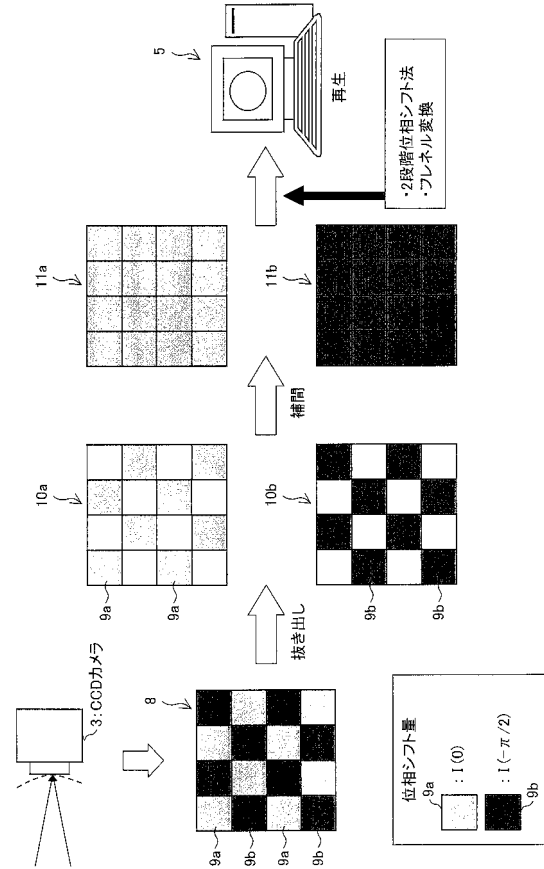 3:CCDカメラ
8
9a
9b
9a
9b
抜き出し
10a
9a
9a
10b
9b
9b
補間
11a
11b
5
再生
・2段階位相シフト法
・フレネル変換
位相シフト量
9a
:I(0)
:I(-π/2)
9b